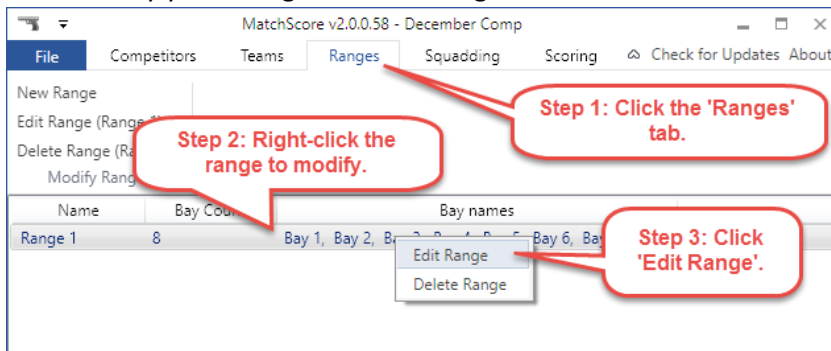 MatchScore v2.0.0.58 - December Comp
File Competitors Teams Ranges Squadding Scoring Check for Updates About
New Range
Edit Range (Range
Delete Range (Ra
Modify Rang
Step 1: Click the 'Ranges'
tab.
Step 2: Right-click the
range to modify.
Name Bay Cou Bay names
Range 1 8 Bay 1, Bay 2, Bay 6, Bay
Edit Range
Delete Range
Step 3: Click
'Edit Range'.